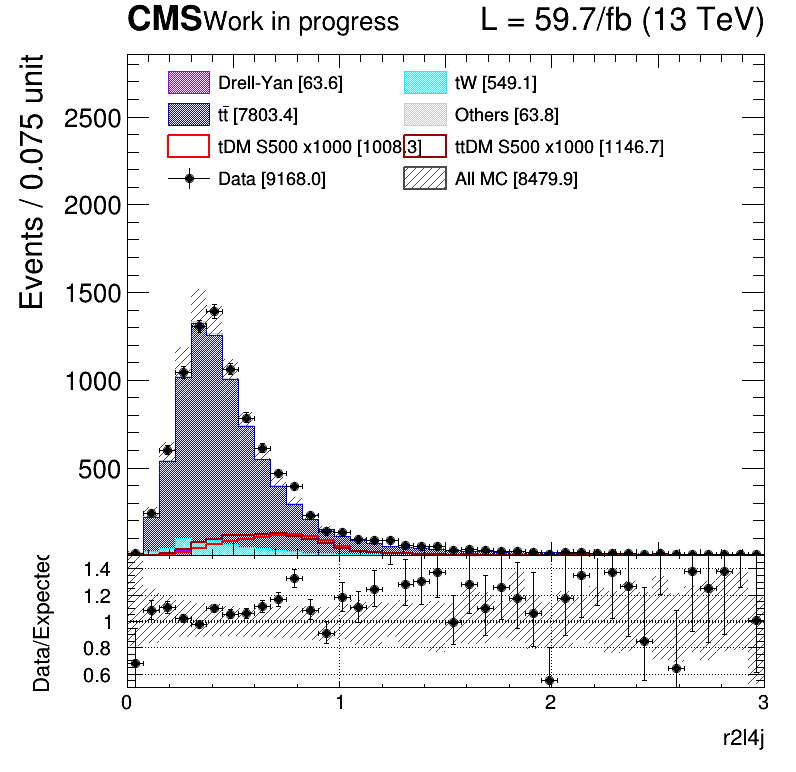 CMS Work in progress L = 59.7/fb (13 TeV)
Events / 0.075 unit
Drell-Yan [63.6] tW [549.1]
tt̄ [7803.4] Others [63.8]
tDM S500 x1000 [1008.3] ttDM S500 x1000 [1146.7]
Data [9168.0] All MC [8479.9]
2500
2000
1500
1000
500
Data/Expected
1.4
1.2
1
0.8
0.6
0 1 2 3
r2l4j